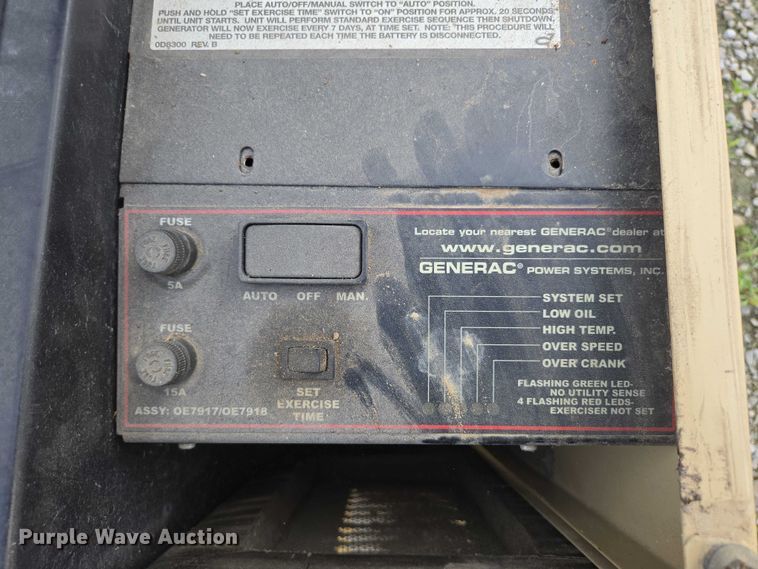 PLACE AUTO/OFF/MANUAL SWITCH TO "AUTO" POSITION.
PUSH AND HOLD "SET EXERCISE TIME" SWITCH TO "ON" POSITION FOR APPROX. 20 SECONDS
UNTIL UNIT STARTS. UNIT WILL PERFORM STANDARD EXERCISE SEQUENCE THEN SHUTDOWN.
GENERATOR WILL NOW EXERCISE EVERY 7 DAYS, AT TIME SET. NOTE: THIS PROCEDURE WILL
NEED TO BE REPEATED EACH TIME THE BATTERY IS DISCONNECTED.
0D8300 REV. B
FUSE
5A
AUTO OFF MAN.
FUSE
15A
SET
EXERCISE
TIME
ASSY: OE7917/OE7918
Locate your nearest GENERAC® dealer at
www.generac.com
GENERAC® POWER SYSTEMS, INC.
SYSTEM SET
LOW OIL
HIGH TEMP.
OVER SPEED
OVER CRANK
FLASHING GREEN LED-
NO UTILITY SENSE
4 FLASHING RED LEDS-
EXERCISER NOT SET
Purple Wave Auction